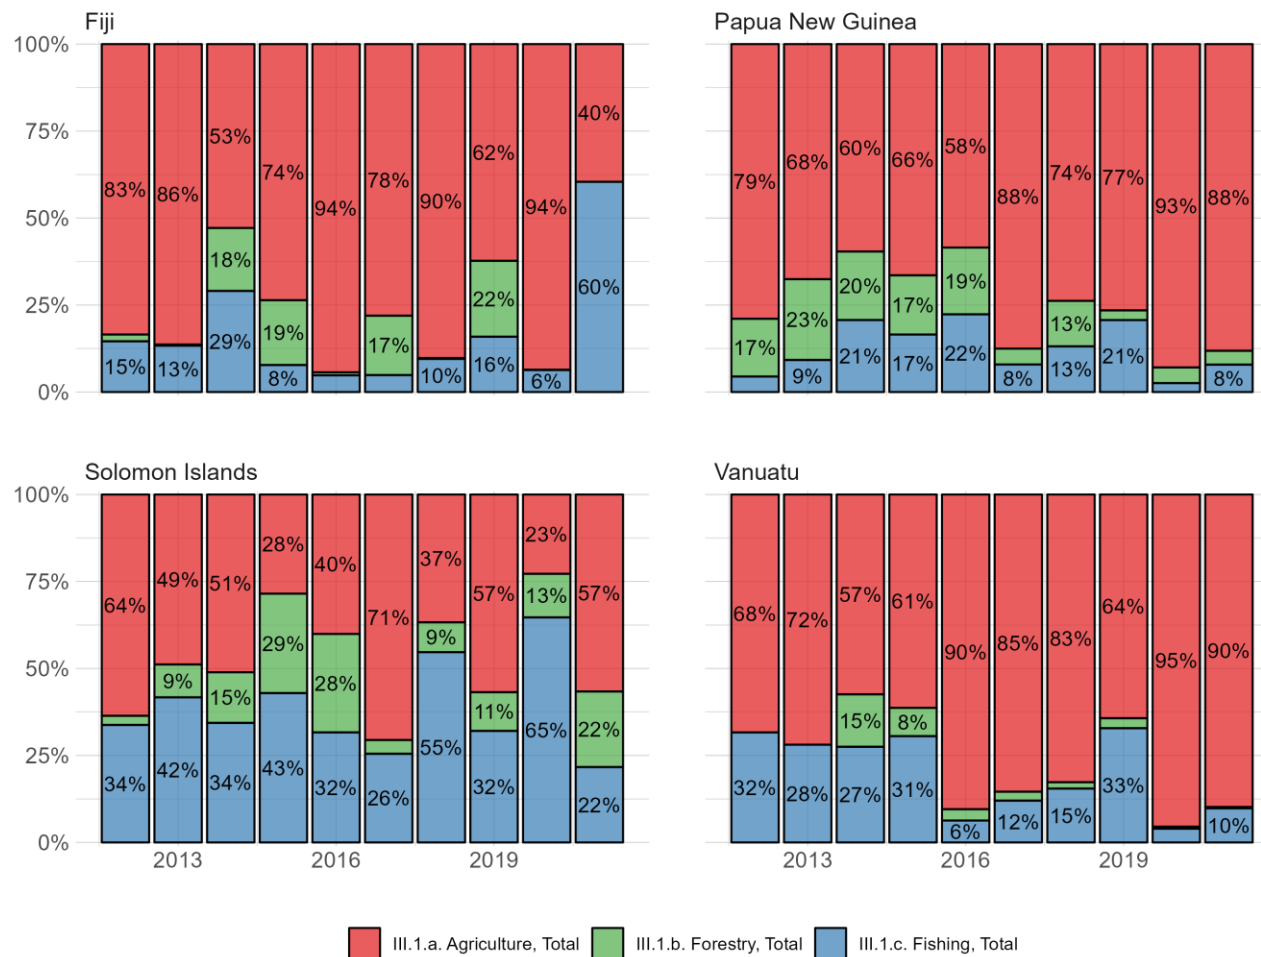 Fiji
Papua New Guinea
100%
75%
50%
25%
0%
83% 86% 53% 74% 94% 78% 90% 62% 94% 40%
18% 19% 17% 22%
15% 13% 29% 8% 10% 16% 6% 60%
79% 68% 60% 66% 58% 88% 74% 77% 93% 88%
17% 23% 20% 17% 19% 13%
9% 21% 17% 22% 8% 13% 21% 8%
Solomon Islands
Vanuatu
100%
75%
50%
25%
0%
64% 49% 51% 28% 40% 71% 37% 57% 23% 57%
9% 15% 29% 28% 9% 11% 13% 22%
34% 42% 34% 43% 32% 26% 55% 32% 65% 22%
68% 72% 57% 61% 90% 85% 83% 64% 95% 90%
15% 8%
32% 28% 27% 31% 6% 12% 15% 33% 10%
2013 2016 2019
2013 2016 2019
III.1.a. Agriculture, Total III.1.b. Forestry, Total III.1.c. Fishing, Total